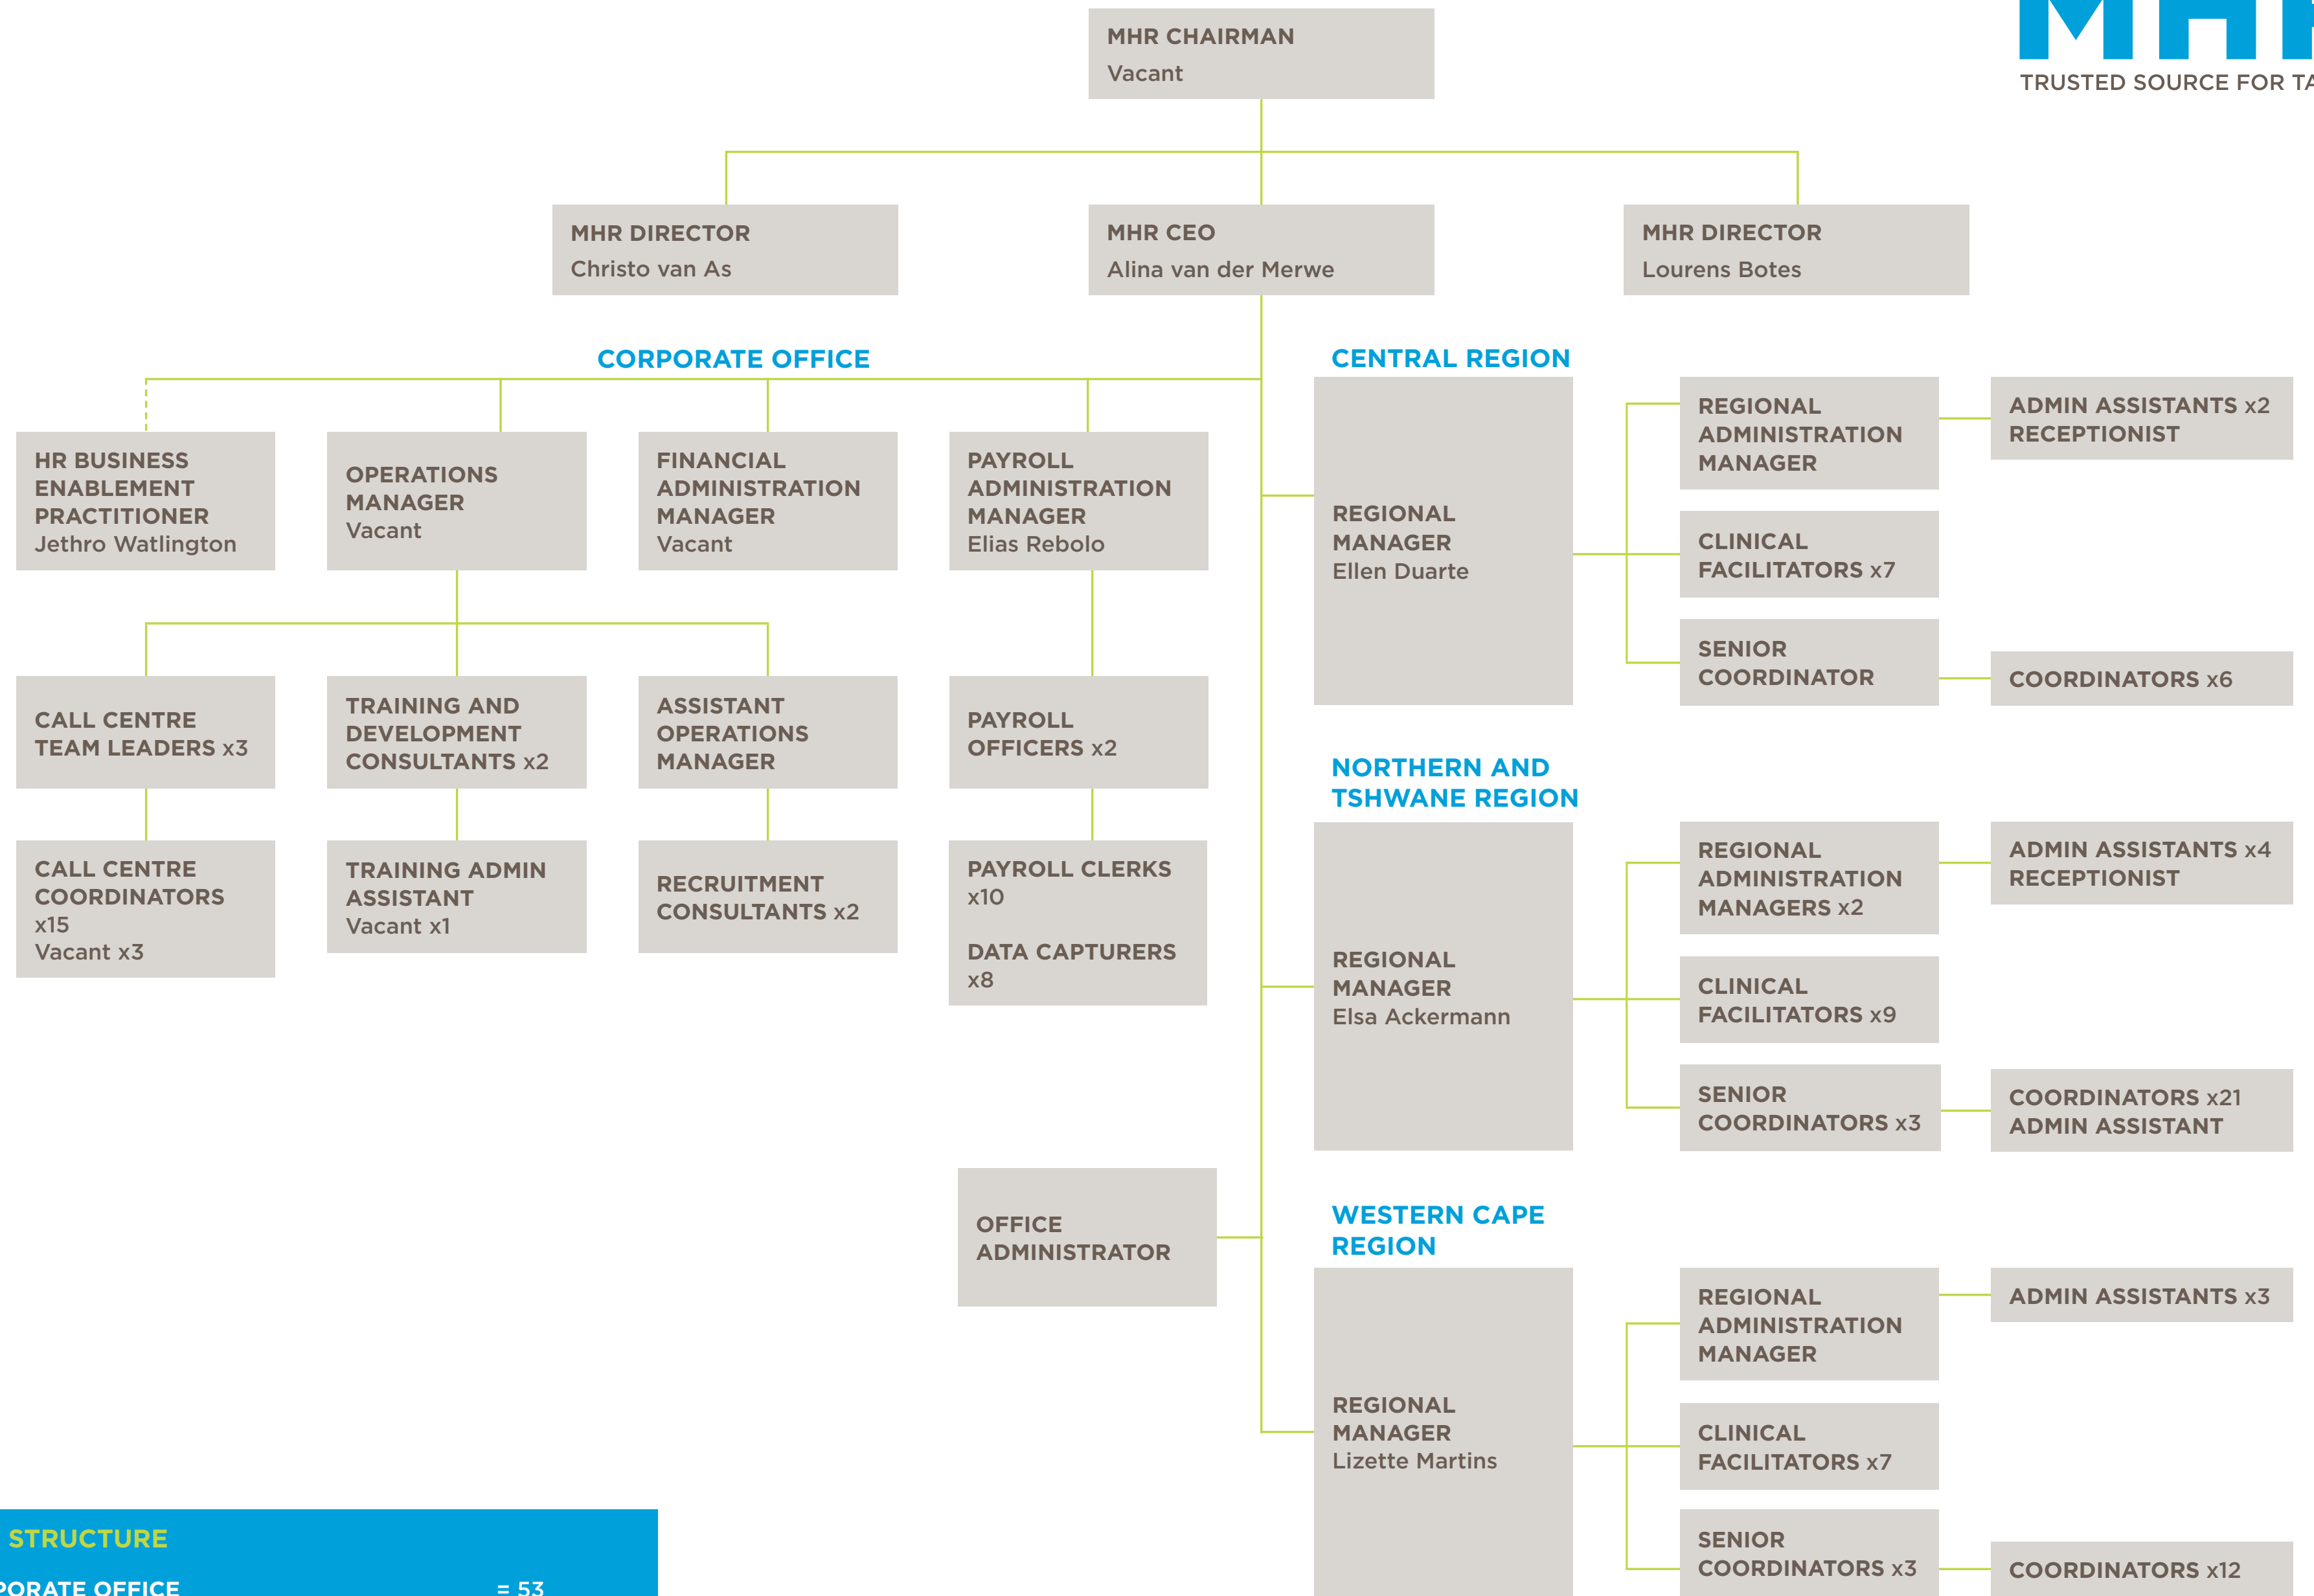 MHR CHAIRMAN
Vacant
TRUSTED SOURCE FOR
MHR DIRECTOR
Christo van As
MHR CEO
Alina van der Merwe
MHR DIRECTOR
Lourens Botes
CORPORATE OFFICE
HR BUSINESS
ENABLEMENT
PRACTITIONER
Jethro Watlington
OPERATIONS
MANAGER
Vacant
FINANCIAL
ADMINISTRATION
MANAGER
Vacant
PAYROLL
ADMINISTRATION
MANAGER
Elias Rebolo
CALL CENTRE
TEAM LEADERS x3
TRAINING AND
DEVELOPMENT
CONSULTANTS x2
ASSISTANT
OPERATIONS
MANAGER
PAYROLL
OFFICERS x2
CALL CENTRE
COORDINATORS
x15
Vacant x3
TRAINING ADMIN
ASSISTANT
Vacant x1
RECRUITMENT
CONSULTANTS x2
PAYROLL CLERKS
x10
DATA CAPTURERS
x8
OFFICE
ADMINISTRATOR
CENTRAL REGION
REGIONAL
MANAGER
Ellen Duarte
REGIONAL
ADMINISTRATION
MANAGER
ADMIN ASSISTANTS x2
RECEPTIONIST
CLINICAL
FACILITATORS x7
SENIOR
COORDINATOR
COORDINATORS x6
NORTHERN AND
TSHWANE REGION
REGIONAL
MANAGER
Elsa Ackermann
REGIONAL
ADMINISTRATION
MANAGERS x2
ADMIN ASSISTANTS x4
RECEPTIONIST
CLINICAL
FACILITATORS x9
SENIOR
COORDINATORS x3
COORDINATORS x21
ADMIN ASSISTANT
WESTERN CAPE
REGION
REGIONAL
MANAGER
Lizette Martins
REGIONAL
ADMINISTRATION
MANAGER
ADMIN ASSISTANTS x3
CLINICAL
FACILITATORS x7
SENIOR
COORDINATORS x3
COORDINATORS x12
STRUCTURE
PORATE OFFICE = 53